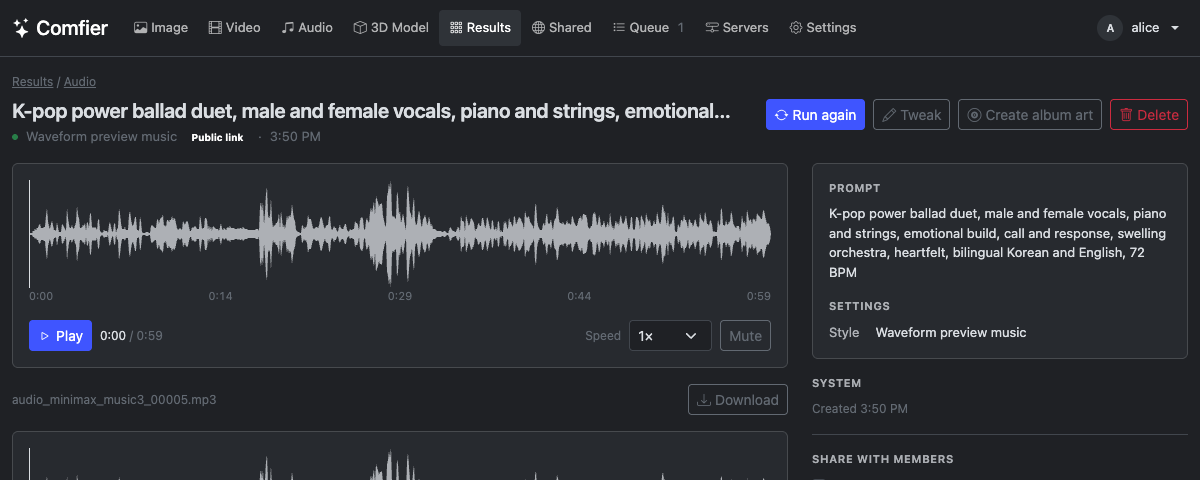 Comfier
Image
Video
Audio
3D Model
Results
Shared
Queue 1
Servers
Settings
A alice
Results / Audio
K-pop power ballad duet, male and female vocals, piano and strings, emotional...
Waveform preview music Public link · 3:50 PM
Run again
Tweak
Create album art
Delete
0:00 0:14 0:29 0:44 0:59
Play 0:00 / 0:59
Speed 1× Mute
audio_minimax_music3_00005.mp3
Download
PROMPT
K-pop power ballad duet, male and female vocals, piano
and strings, emotional build, call and response, swelling
orchestra, heartfelt, bilingual Korean and English, 72
BPM
SETTINGS
Style Waveform preview music
SYSTEM
Created 3:50 PM
SHARE WITH MEMBERS